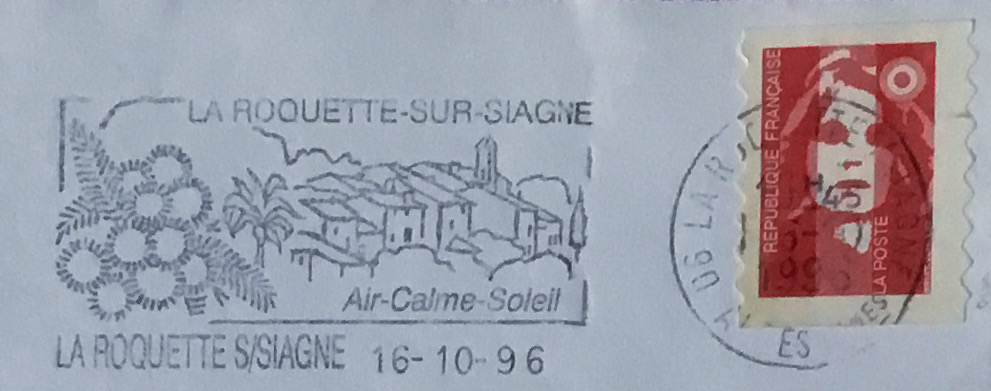 LA ROQUETTE-SUR-SIAGNE
Air-Calme-Soleil
LA ROQUETTE S/SIAGNE 16-10-96
REPUBLIQUE FRANÇAISE
LA POSTE
06 LA R
ES